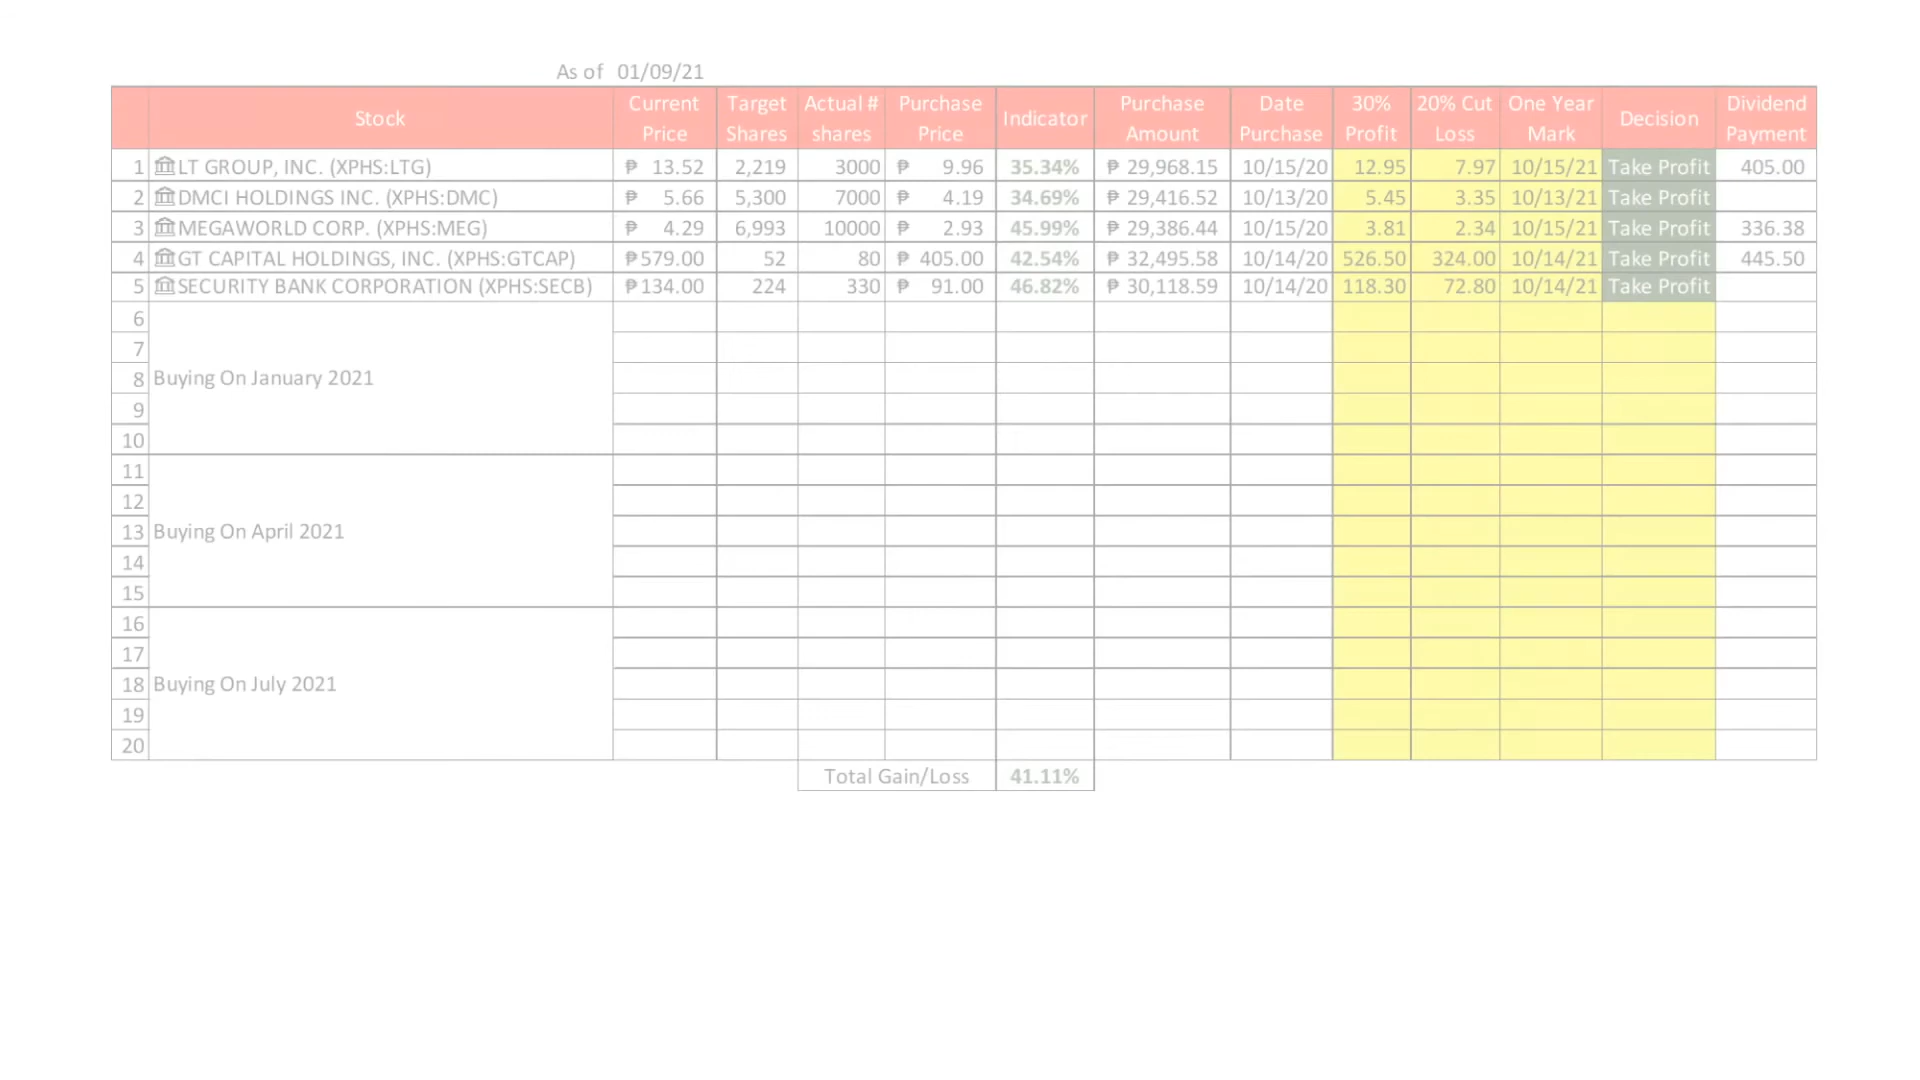 As of 01/09/21
Stock Current Price Target Shares Actual # shares Purchase Price Indicator Purchase Amount Date Purchase 30% Profit 20% Cut Loss One Year Mark Decision Dividend Payment
1 LT GROUP, INC. (XPHS:LTG) ₱ 13.52 2,219 3000 ₱ 9.96 35.34% ₱ 29,968.15 10/15/20 12.95 7.97 10/15/21 Take Profit 405.00
2 DMCI HOLDINGS INC. (XPHS:DMC) ₱ 5.66 5,300 7000 ₱ 4.19 34.69% ₱ 29,416.52 10/13/20 5.45 3.35 10/13/21 Take Profit
3 MEGAWORLD CORP. (XPHS:MEG) ₱ 4.29 6,993 10000 ₱ 2.93 45.99% ₱ 29,386.44 10/15/20 3.81 2.34 10/15/21 Take Profit 336.38
4 GT CAPITAL HOLDINGS, INC. (XPHS:GTCAP) ₱579.00 52 80 ₱ 405.00 42.54% ₱ 32,495.58 10/14/20 526.50 324.00 10/14/21 Take Profit 445.50
5 SECURITY BANK CORPORATION (XPHS:SECB) ₱134.00 224 330 ₱ 91.00 46.82% ₱ 30,118.59 10/14/20 118.30 72.80 10/14/21 Take Profit
6
7
8 Buying On January 2021
9
10
11
12
13 Buying On April 2021
14
15
16
17
18 Buying On July 2021
19
20
Total Gain/Loss 41.11%